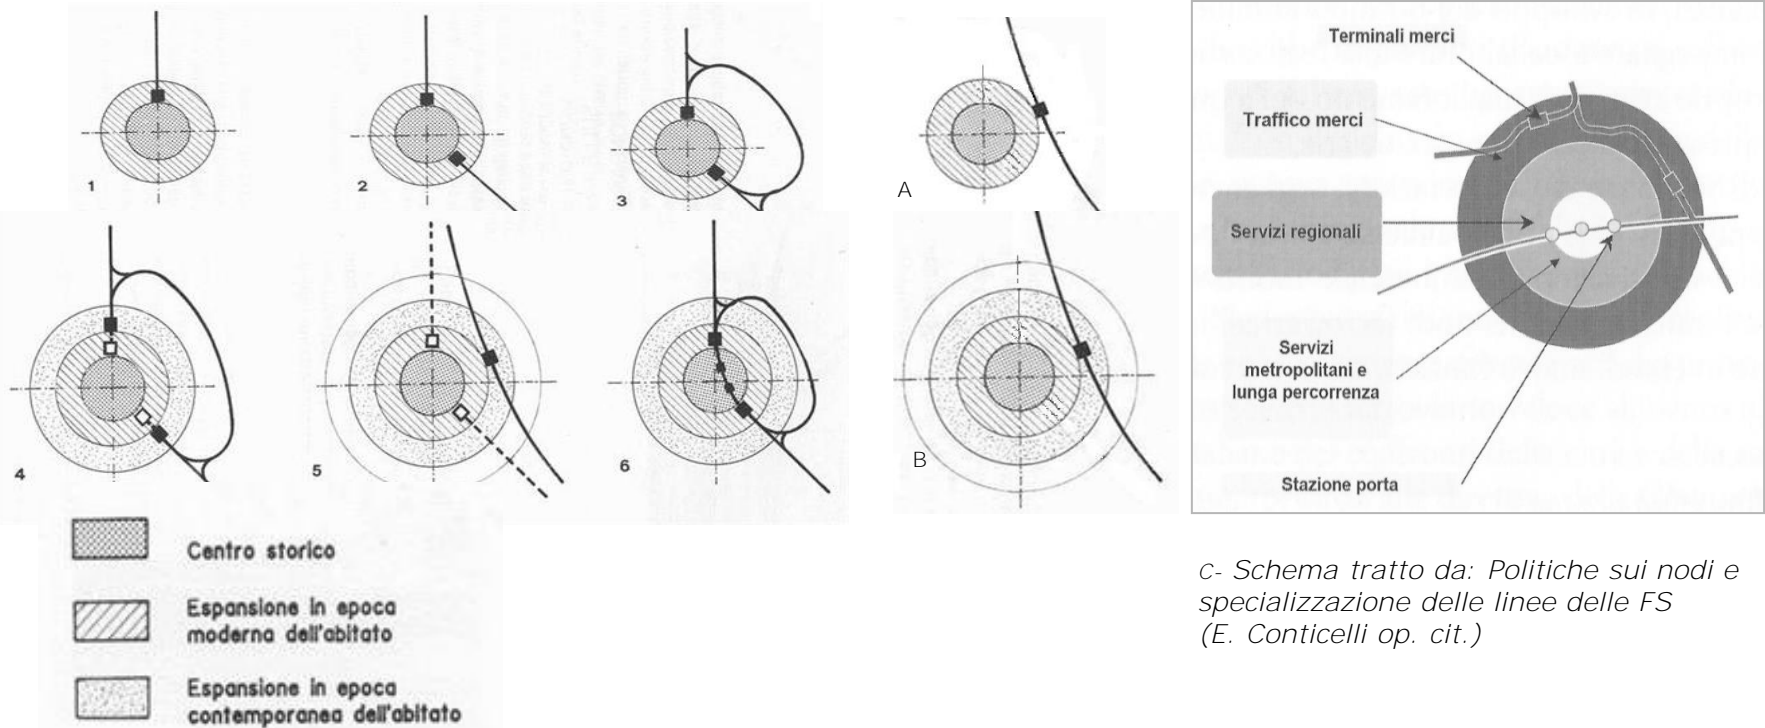 1
2
3
4
5
6
A
B
Centro storico
Espansione in epoca
moderna dell'abitato
Espansione in epoca
contemporanea dell'abitato
Terminali merci
Traffico merci
Servizi regionali
Servizi
metropolitani e
lunga percorrenza
Stazione porta
C- Schema tratto da: Politiche sui nodi e
specializzazione delle linee delle FS
(E. Conticelli op. cit.)